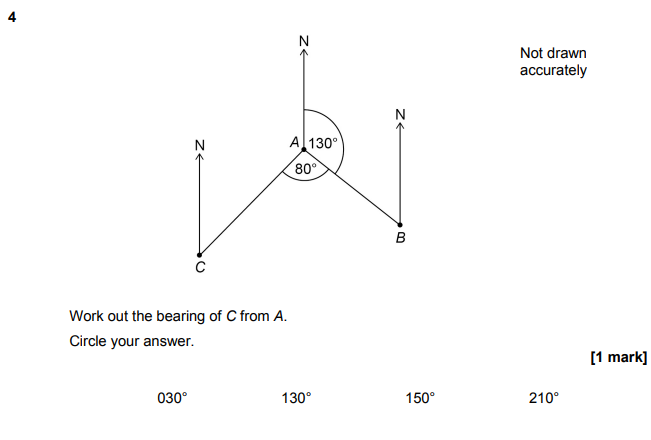 4
N
Not drawn
accurately
N
N
A 130°
80°
B
C
Work out the bearing of C from A.
Circle your answer.
[1 mark]
030° 130° 150° 210°